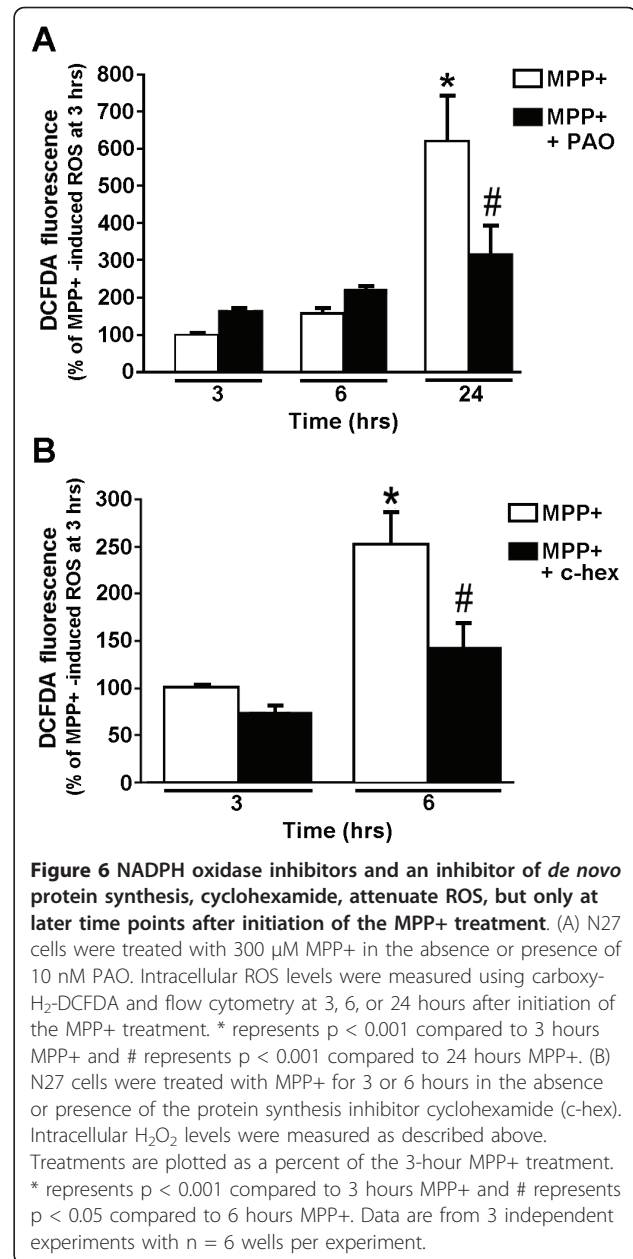 A
800
700
600
500
400
300
200
100
0
DCFDA fluorescence
(% of MPP+ -induced ROS at 3 hrs)
*
#
MPP+
MPP+
+ PAO
3 6 24
Time (hrs)
B
300
250
200
150
100
50
0
DCFDA fluorescence
(% of MPP+ -induced ROS at 3 hrs)
*
#
MPP+
MPP+
+ c-hex
3 6
Time (hrs)
Figure 6 NADPH oxidase inhibitors and an inhibitor of de novo
protein synthesis, cyclohexamide, attenuate ROS, but only at
later time points after initiation of the MPP+ treatment. (A) N27
cells were treated with 300 μM MPP+ in the absence or presence of
10 nM PAO. Intracellular ROS levels were measured using carboxy-
H₂-DCFDA and flow cytometry at 3, 6, or 24 hours after initiation of
the MPP+ treatment. * represents p < 0.001 compared to 3 hours
MPP+ and # represents p < 0.001 compared to 24 hours MPP+. (B)
N27 cells were treated with MPP+ for 3 or 6 hours in the absence
or presence of the protein synthesis inhibitor cyclohexamide (c-hex).
Intracellular H₂O₂ levels were measured as described above.
Treatments are plotted as a percent of the 3-hour MPP+ treatment.
* represents p < 0.001 compared to 3 hours MPP+ and # represents
p < 0.05 compared to 6 hours MPP+. Data are from 3 independent
experiments with n = 6 wells per experiment.